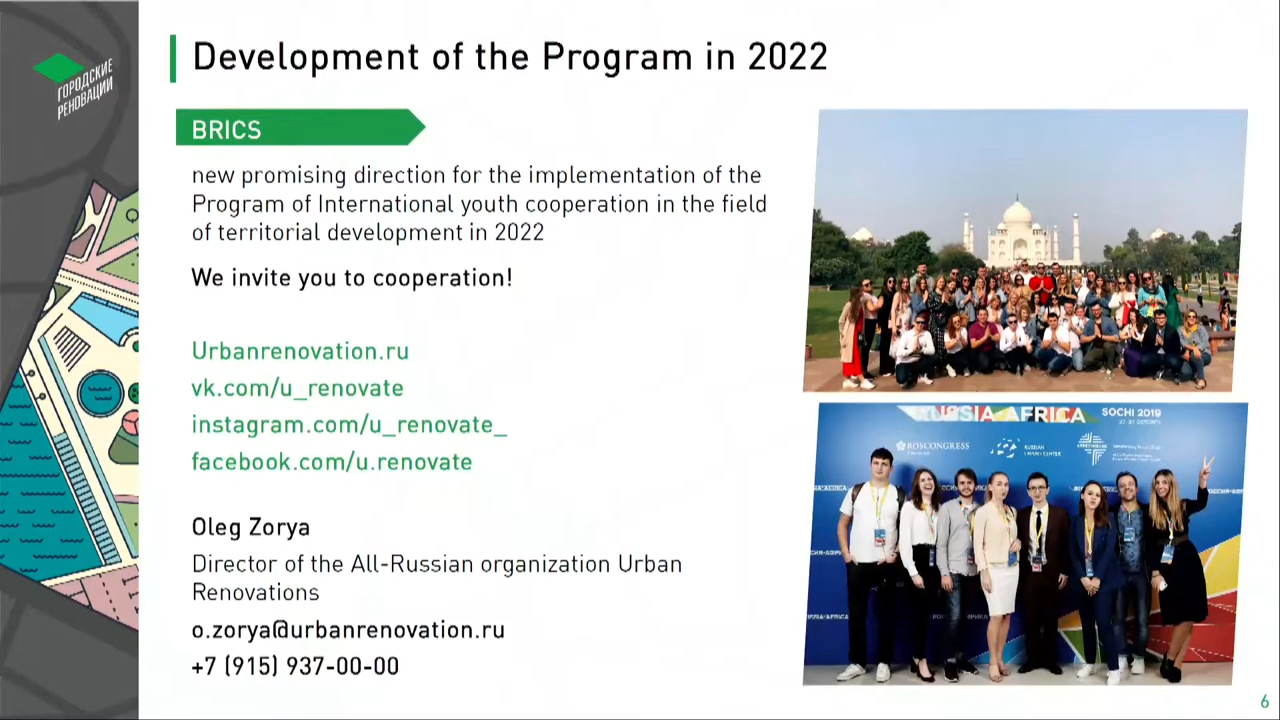 ГОРОДСКИЕ
РЕНОВАЦИИ
Development of the Program in 2022
BRICS
new promising direction for the implementation of the
Program of International youth cooperation in the field
of territorial development in 2022
We invite you to cooperation!
Urbanrenovation.ru
vk.com/u_renovate
instagram.com/u_renovate_
facebook.com/u.renovate
Oleg Zorya
Director of the All-Russian organization Urban
Renovations
o.zorya@urbanrenovation.ru
+7 (915) 937-00-00
RUSSIA-AFRICA
SOCHI 2019
ROSCONGRESS
RUSSIAN
EXPORT CENTER
6